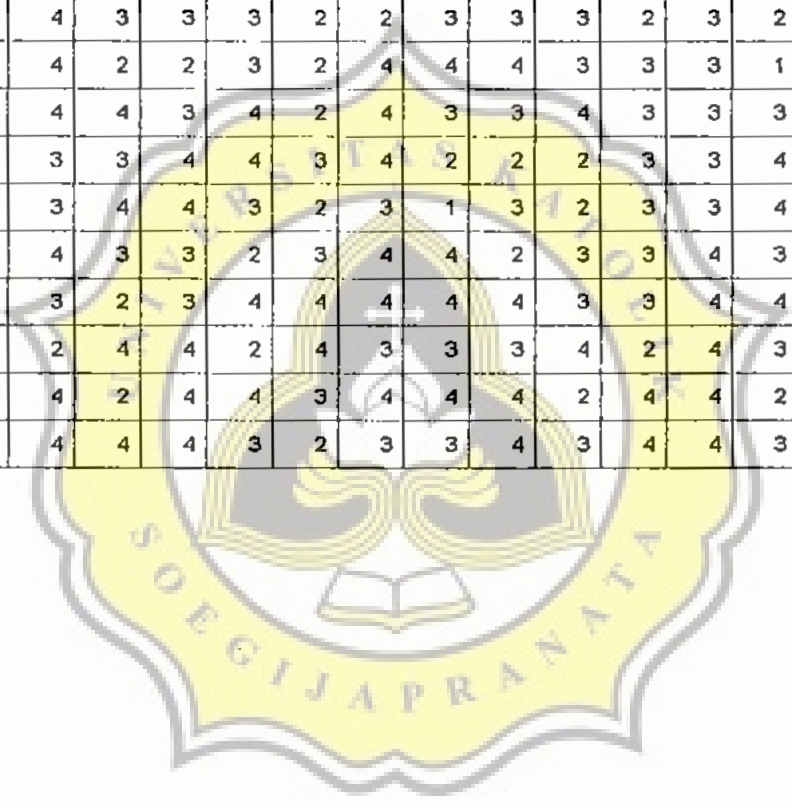 4 3 3 3 2 2 3 3 3 2 3 2
4 2 2 3 2 4 4 4 3 3 3 1
4 4 3 4 2 4 3 3 4 3 3 3
3 3 4 4 3 4 2 2 2 3 3 4
3 4 4 3 2 3 1 3 2 3 3 4
4 3 3 2 3 4 4 2 3 3 4 3
3 2 3 4 4 4 4 4 3 3 4 4
2 4 4 2 4 3 3 3 4 2 4 3
4 2 4 4 3 4 4 4 2 4 4 2
4 4 4 3 2 3 3 4 3 4 4 3
UNIVERSITAS KATOLIK
SOEGIJAPRANATA